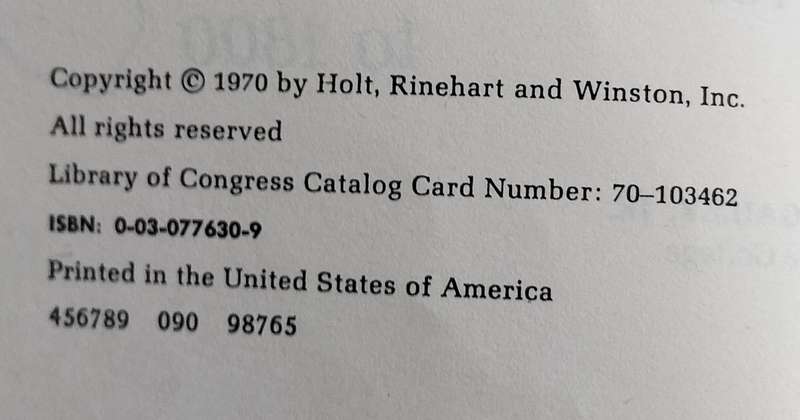 Copyright © 1970 by Holt, Rinehart and Winston, Inc.
All rights reserved
Library of Congress Catalog Card Number: 70–103462
ISBN: 0-03-077630-9
Printed in the United States of America
456789 090 98765